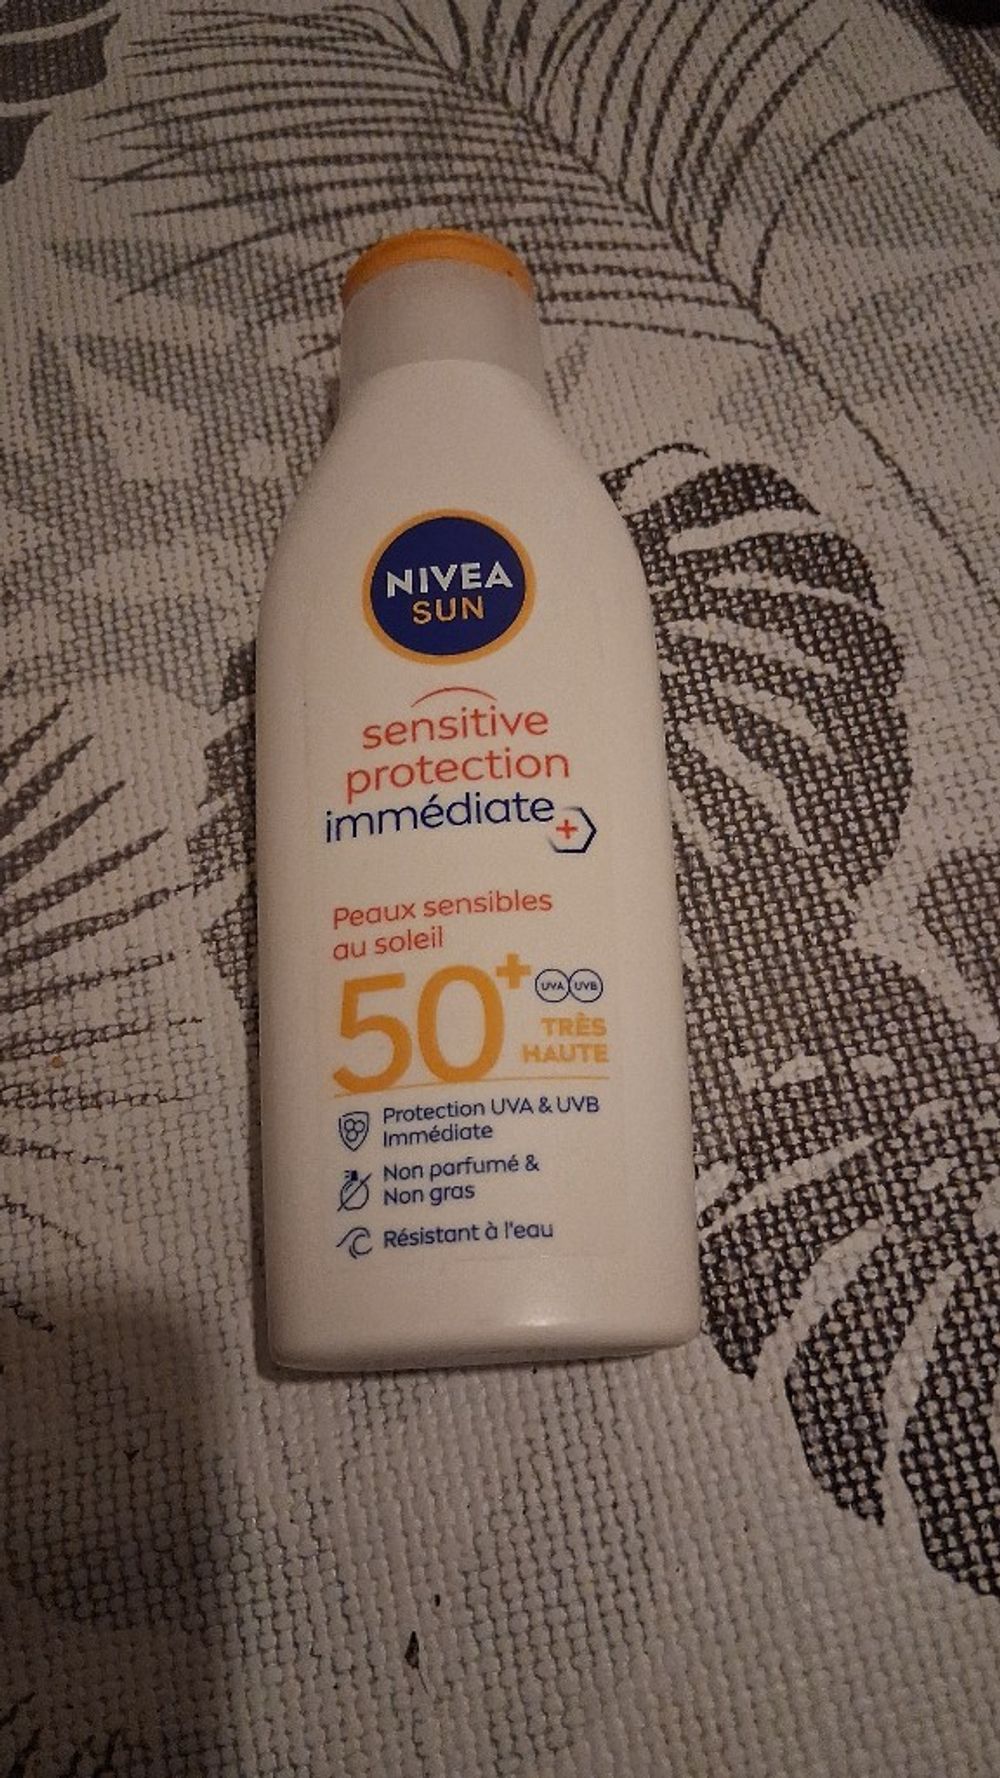 NIVEA
SUN
sensitive
protection
immédiate
+
Peaux sensibles
au soleil
50+ UVA UVB
TRÈS
HAUTE
Protection UVA & UVB
Immédiate
Non parfumé &
Non gras
Résistant à l'eau